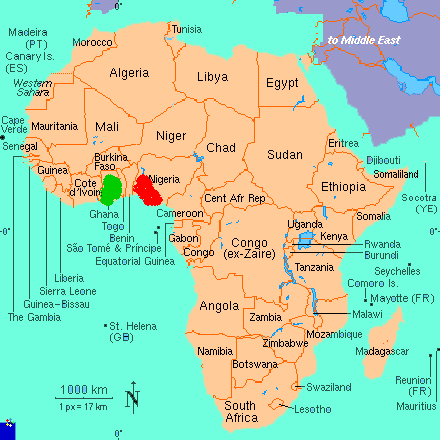 0°
Madeira
(PT)
Tunisia
to Middle East
Morocco
Canary Is.
(ES)
Algeria
Libya
Egypt
Western
Sahara
Cape
Verde
Mauritania
Mali
Niger
Chad
Sudan
Eritrea
Senegal
Burkina
Faso
Djibouti
Guinea
Nigeria
Somaliland
Cote
d'Ivoire
Ethiopia
Cent Afr Rep
Socotra
(YE)
Ghana
Cameroon
Somalia
Togo
Uganda
-0°
0°-
Benin
Kenya
Gabon
Congo
(ex-Zaire)
São Tomé & Príncipe
Rwanda
Congo
Burundi
Equatorial Guinea
Tanzania
Seychelles
Liberia
Comoro Is.
Sierra Leone
Mayotte (FR)
Guinea-Bissau
Angola
The Gambia
Zambia
Malawi
St. Helena
(GB)
Mozambique
Zimbabwe
Namibia
Madagascar
Botswana
Reunion
(FR)
1000 km
Swaziland
1 px = 17 km
N
South
Africa
Lesotho
Mauritius
0°